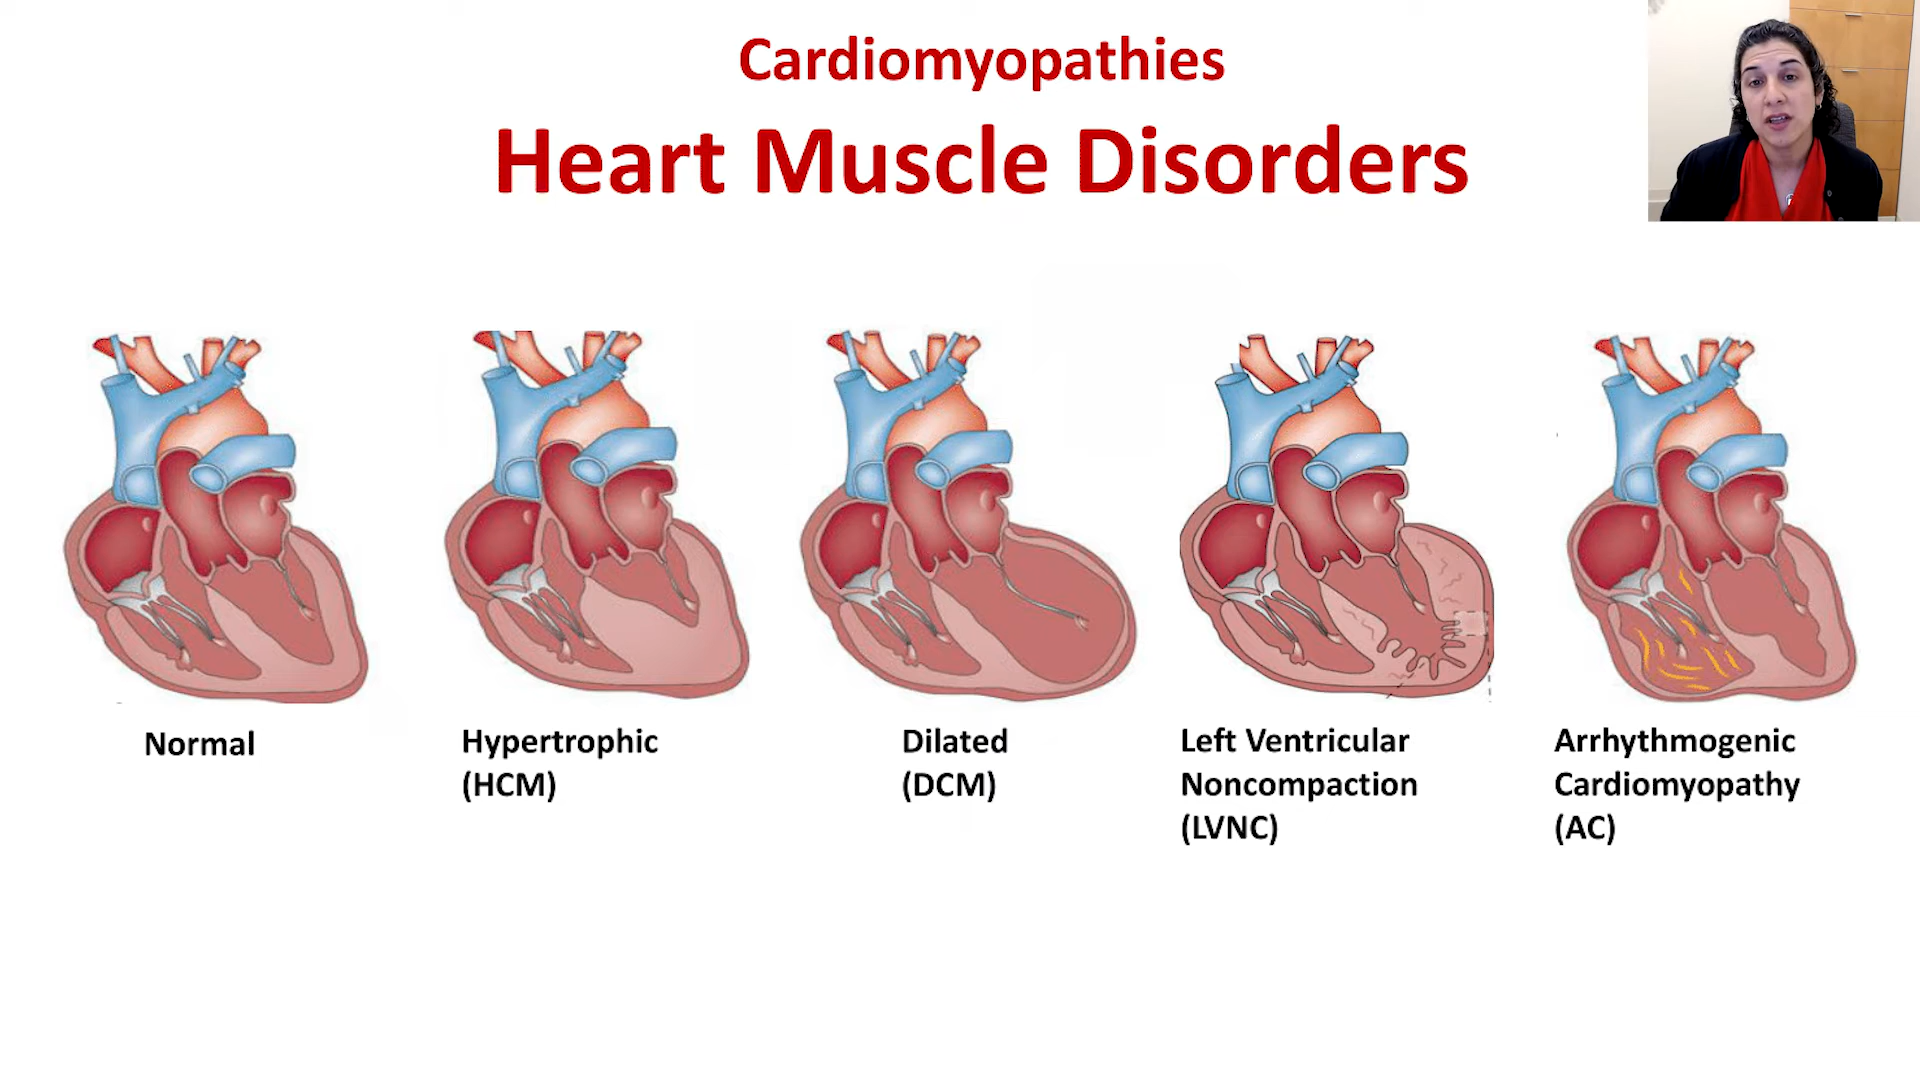 Cardiomyopathies
Heart Muscle Disorders
Normal
Hypertrophic
(HCM)
Dilated
(DCM)
Left Ventricular
Noncompaction
(LVNC)
Arrhythmogenic
Cardiomyopathy
(AC)